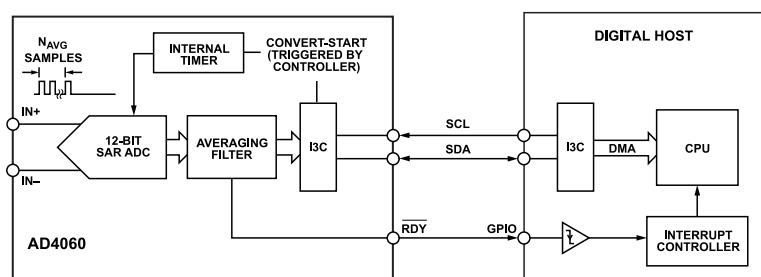 NAVG
SAMPLES
INTERNAL
TIMER
CONVERT-START
(TRIGGERED BY
CONTROLLER)
DIGITAL HOST
IN+
IN–
12-BIT
SAR ADC
AVERAGING
FILTER
I3C
SCL
SDA
I3C
DMA
CPU
RDY
GPIO
INTERRUPT
CONTROLLER
AD4060